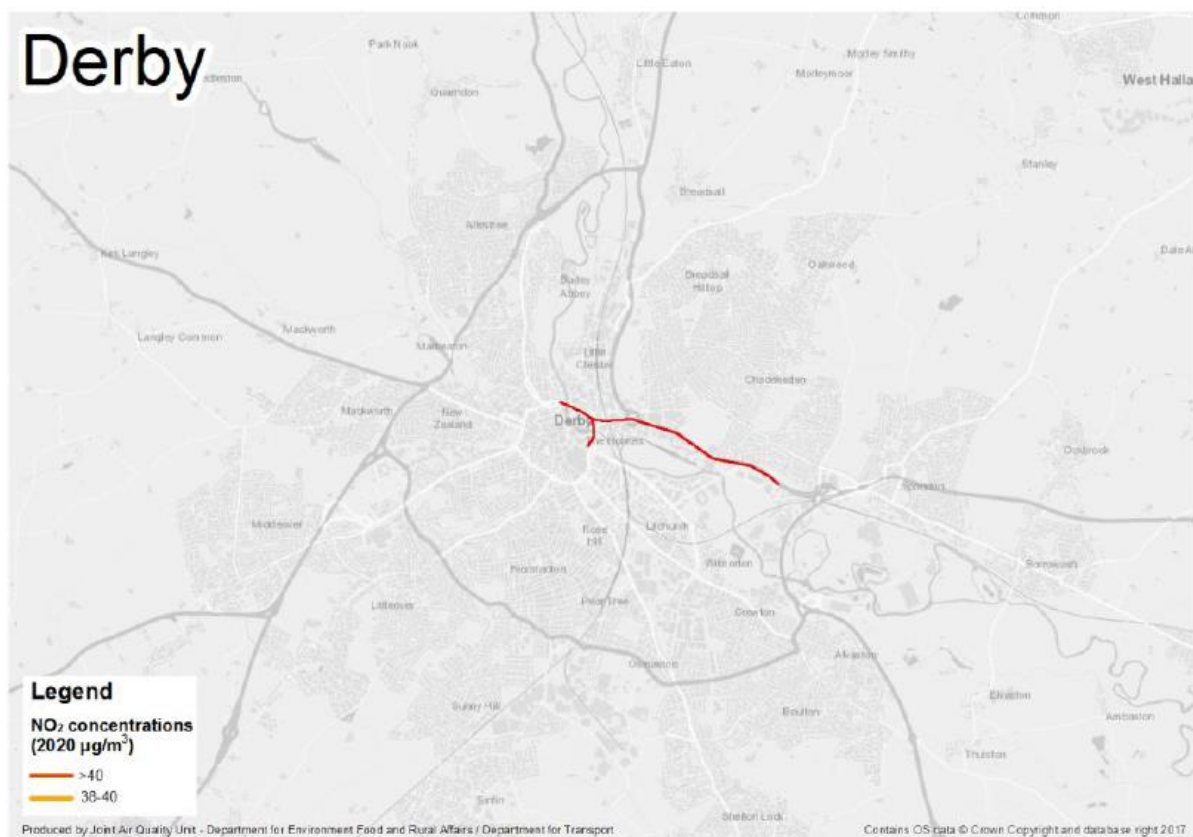 Derby
Common
Park Nook
Little Eaton
Morley Smithy
Morleymoor
West Halla
Quarndon
Stanley
Breadsall
Allestree
Kirk Langley
Darley
Abbey
Breadsall
Hilltop
Oakwood
Dale A
Mackworth
Langley Common
Markeaton
Little
Chester
Chaddesden
Mackworth
New
Zealand
Derby
Ockbrook
Spondon
Mickleover
Rose
Hill
Litchurch
Wilmorton
Borrowash
Normanton
Littleover
Pear Tree
Crewton
Osmaston
Alvaston
Legend
NO₂ concentrations
(2020 µg/m³)
>40
38-40
Sunny Hill
Boulton
Elvaston
Ambaston
Thulston
Sinfin
Shelton Lock
Produced by Joint Air Quality Unit - Department for Environment Food and Rural Affairs / Department for Transport
Contains OS data © Crown Copyright and database right 2017